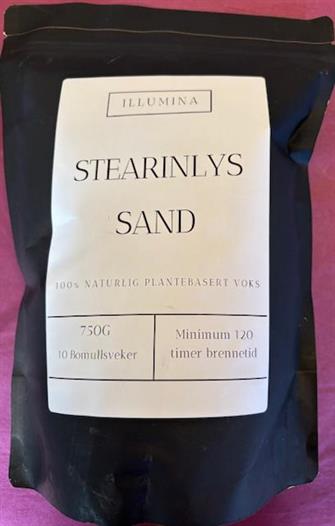 ILLUMINA
STEARINLYS
SAND
100% NATURLIG PLANTEBASERT VOKS
750G
10 Bomullsveker
Minimum 120
timer brennetid